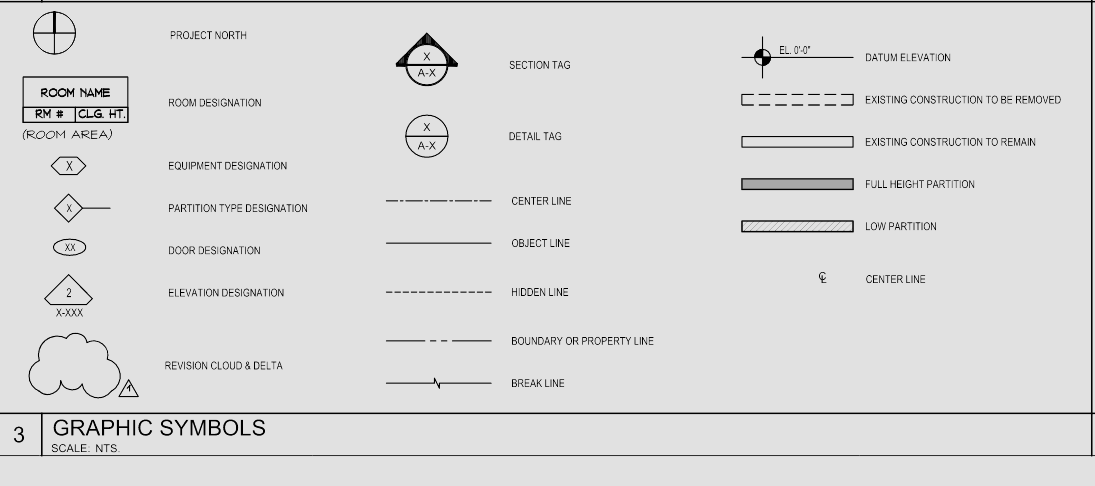 PROJECT NORTH
ROOM NAME
RM # CLG. HT.
(ROOM AREA)
ROOM DESIGNATION
X
EQUIPMENT DESIGNATION
X
PARTITION TYPE DESIGNATION
XX
DOOR DESIGNATION
2
X-XXX
ELEVATION DESIGNATION
1
REVISION CLOUD & DELTA
X
A-X
SECTION TAG
X
A-X
DETAIL TAG
CENTER LINE
OBJECT LINE
HIDDEN LINE
BOUNDARY OR PROPERTY LINE
BREAK LINE
EL. 0'-0"
DATUM ELEVATION
EXISTING CONSTRUCTION TO BE REMOVED
EXISTING CONSTRUCTION TO REMAIN
FULL HEIGHT PARTITION
LOW PARTITION
℄ CENTER LINE
3 GRAPHIC SYMBOLS
SCALE: NTS.